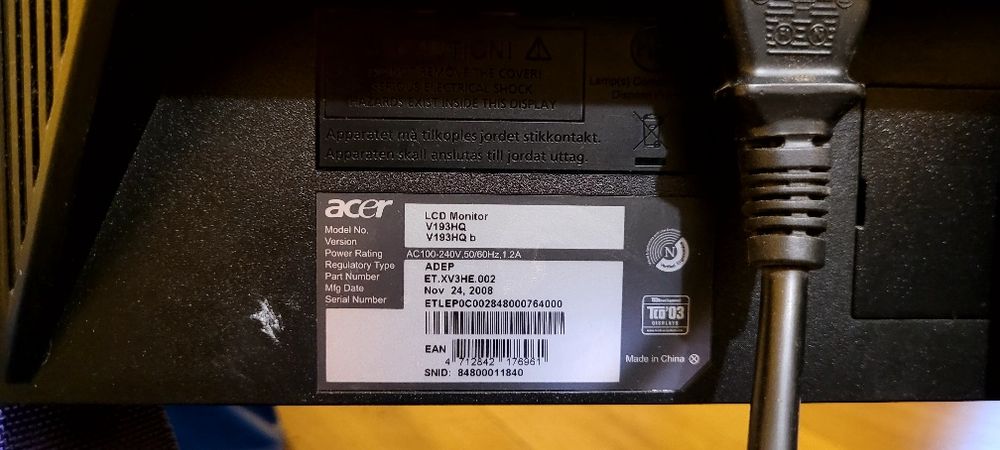 CAUTION!
REMOVE THE COVER!
SERIOUS ELECTRICAL SHOCK
HAZARDS EXIST INSIDE THIS DISPLAY
Lamp(s)
Apparatet må tilkoples jordet stikkontakt.
Apparaten skall anslutas till jordat uttag.
acer
LCD Monitor
Model No. V193HQ
Version V193HQ b
Power Rating AC100-240V,50/60Hz,1.2A
Regulatory Type ADEP
Part Number ET.XV3HE.002
Mfg Date Nov 24, 2008
Serial Number ETLEP0C002848000764000
N
TCO'03
DISPLAYS
EAN 4 712842 176961
Made in China
SNID: 84800011840